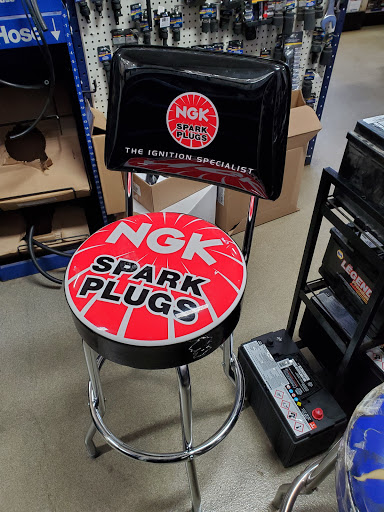 Hose
NGK
SPARK
PLUGS
THE IGNITION SPECIALIST
NGK
SPARK
PLUGS
LEGEND